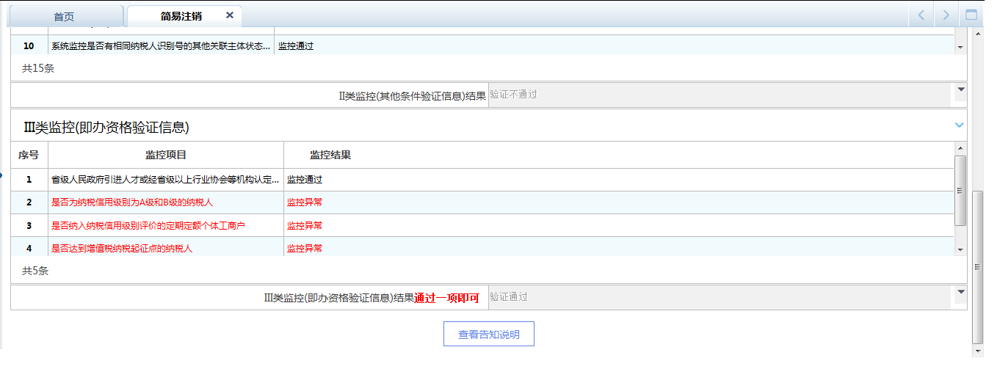 首页
简易注销
10 系统监控是否有相同纳税人识别号的其他关联主体状态... 监控通过
共15条
II类监控(其他条件验证信息)结果 验证不通过
III类监控(即办资格验证信息)
序号 监控项目 监控结果
1 省级人民政府引进人才或经省级以上行业协会等机构认定... 监控通过
2 是否为纳税信用级别为A级和B级的纳税人 监控异常
3 是否纳入纳税信用级别评价的定期定额个体工商户 监控异常
4 是否达到增值税纳税起征点的纳税人 监控异常
共5条
III类监控(即办资格验证信息)结果通过一项即可 验证通过
查看告知说明